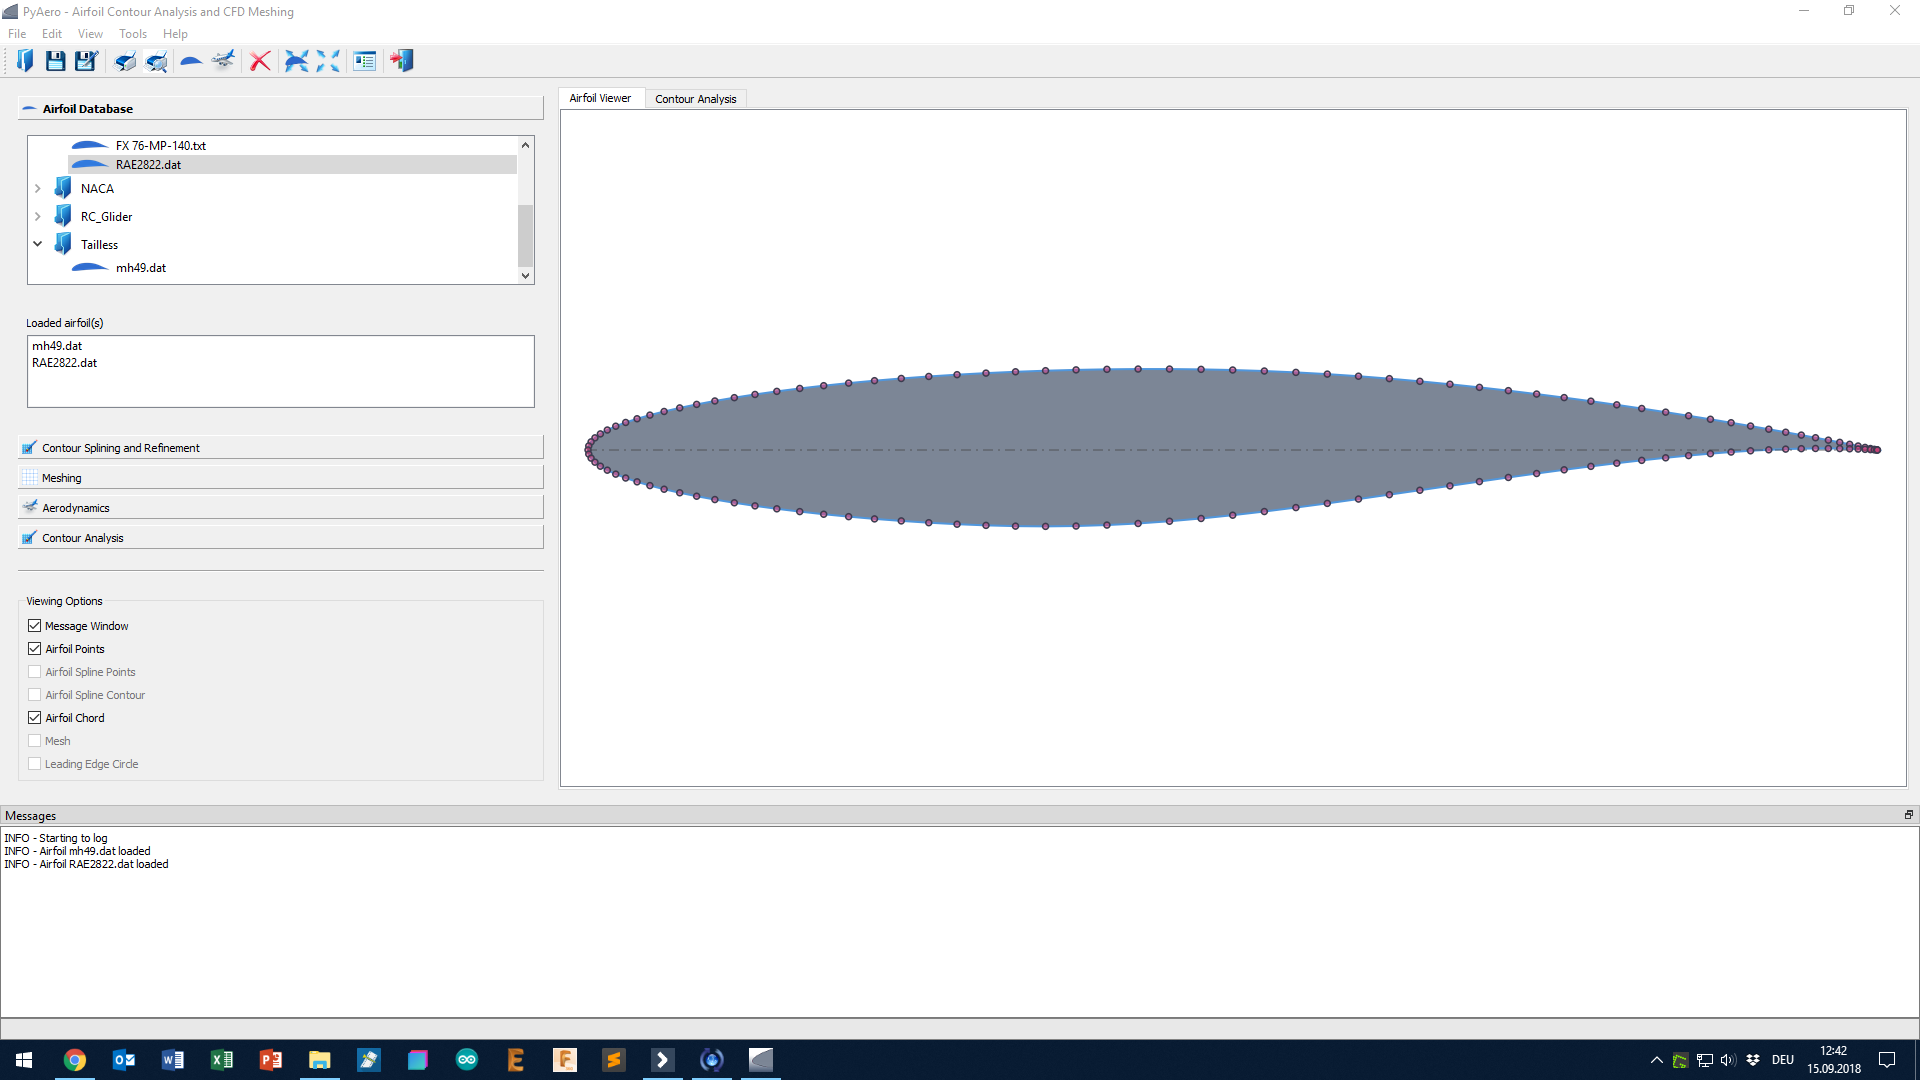 PyAero - Airfoil Contour Analysis and CFD Meshing
File Edit View Tools Help
Airfoil Database
FX 76-MP-140.txt
RAE2822.dat
NACA
RC_Glider
Tailless
mh49.dat
Loaded airfoil(s)
mh49.dat
RAE2822.dat
Contour Splining and Refinement
Meshing
Aerodynamics
Contour Analysis
Viewing Options
Message Window
Airfoil Points
Airfoil Spline Points
Airfoil Spline Contour
Airfoil Chord
Mesh
Leading Edge Circle
Airfoil Viewer Contour Analysis
Messages
INFO - Starting to log
INFO - Airfoil mh49.dat loaded
INFO - Airfoil RAE2822.dat loaded
DEU
12:42
15.09.2018